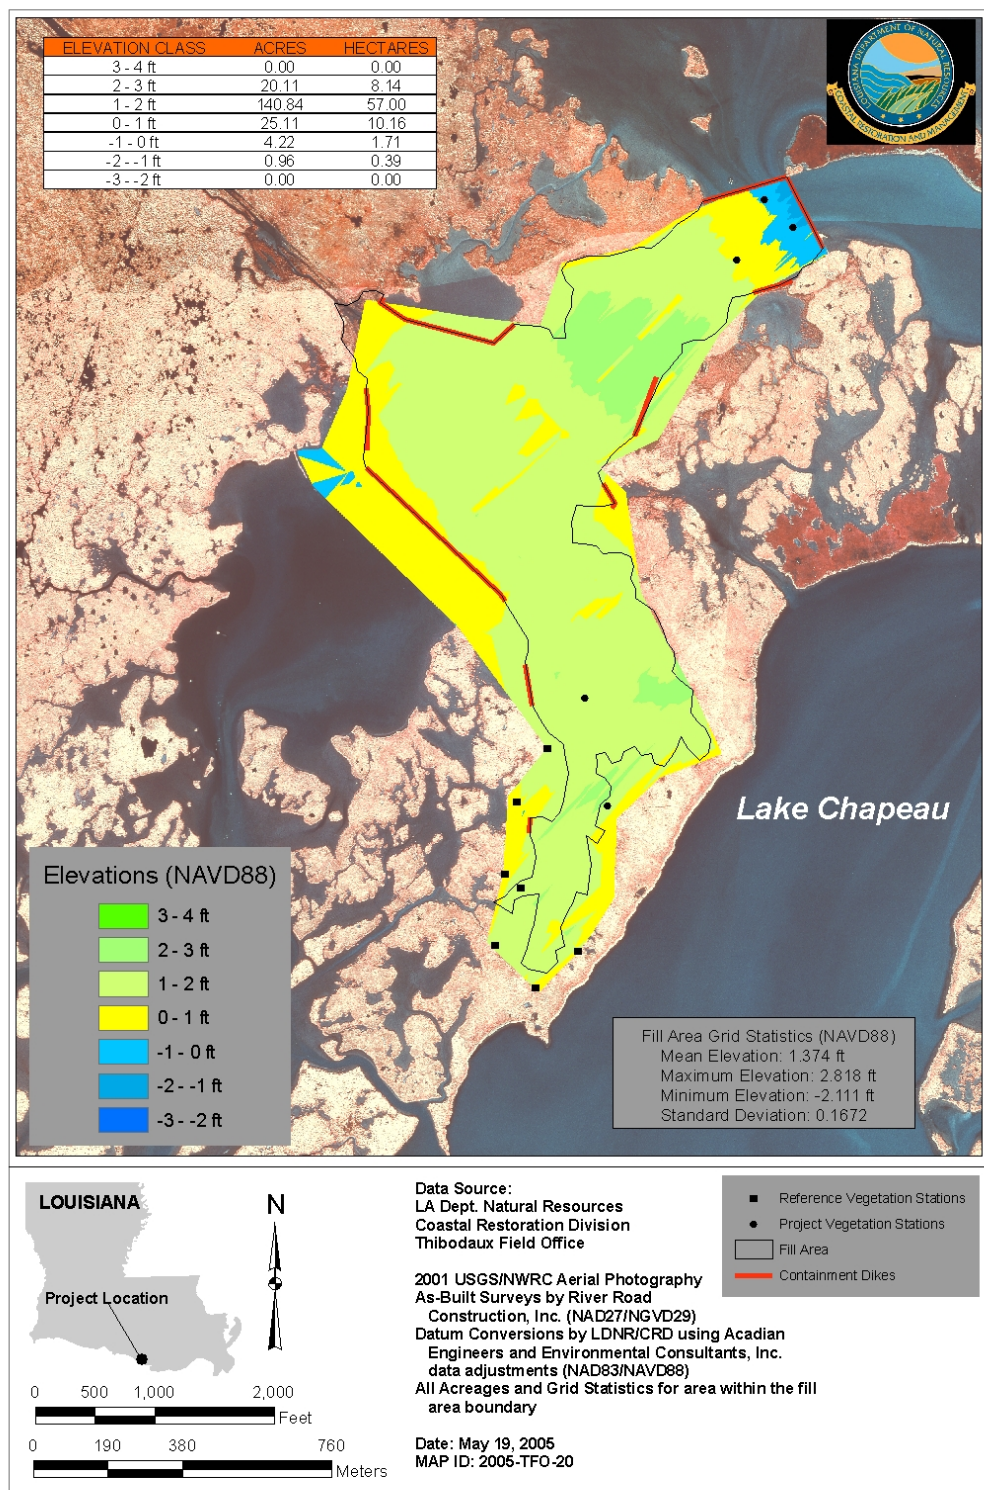 ELEVATION CLASS ACRES HECTARES
3 - 4 ft 0.00 0.00
2 - 3 ft 20.11 8.14
1 - 2 ft 140.84 57.00
0 - 1 ft 25.11 10.16
-1 - 0 ft 4.22 1.71
-2 - -1 ft 0.96 0.39
-3 - -2 ft 0.00 0.00
LOUISIANA DEPARTMENT OF NATURAL RESOURCES
COASTAL RESTORATION AND MANAGEMENT
Lake Chapeau
Elevations (NAVD88)
3 - 4 ft
2 - 3 ft
1 - 2 ft
0 - 1 ft
-1 - 0 ft
-2 - -1 ft
-3 - -2 ft
Fill Area Grid Statistics (NAVD88)
Mean Elevation: 1.374 ft
Maximum Elevation: 2.818 ft
Minimum Elevation: -2.111 ft
Standard Deviation: 0.1672
LOUISIANA
Project Location
N
0 500 1,000 2,000
Feet
0 190 380 760
Meters
Data Source:
LA Dept. Natural Resources
Coastal Restoration Division
Thibodaux Field Office
2001 USGS/NWRC Aerial Photography
As-Built Surveys by River Road
Construction, Inc. (NAD27/NGVD29)
Datum Conversions by LDNR/CRD using Acadian
Engineers and Environmental Consultants, Inc.
data adjustments (NAD83/NAVD88)
All Acreages and Grid Statistics for area within the fill
area boundary
Date: May 19, 2005
MAP ID: 2005-TFO-20
Reference Vegetation Stations
Project Vegetation Stations
Fill Area
Containment Dikes